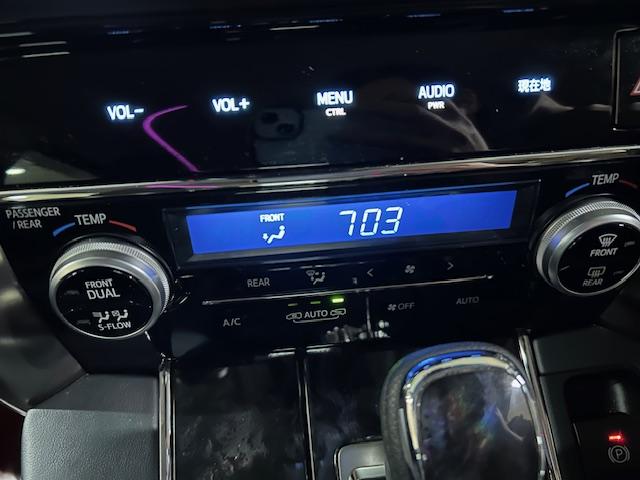 VOL−
VOL+
MENU
CTRL
AUDIO
PWR
現在地
PASSENGER
/REAR
TEMP
FRONT
703
TEMP
FRONT
DUAL
S-FLOW
REAR
FRONT
REAR
A/C
AUTO
OFF
AUTO
P